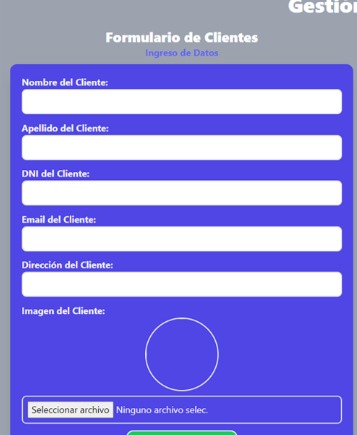 Gestión
Formulario de Clientes
Ingreso de Datos
Nombre del Cliente:
Apellido del Cliente:
DNI del Cliente:
Email del Cliente:
Dirección del Cliente:
Imagen del Cliente:
Seleccionar archivo Ninguno archivo selec.